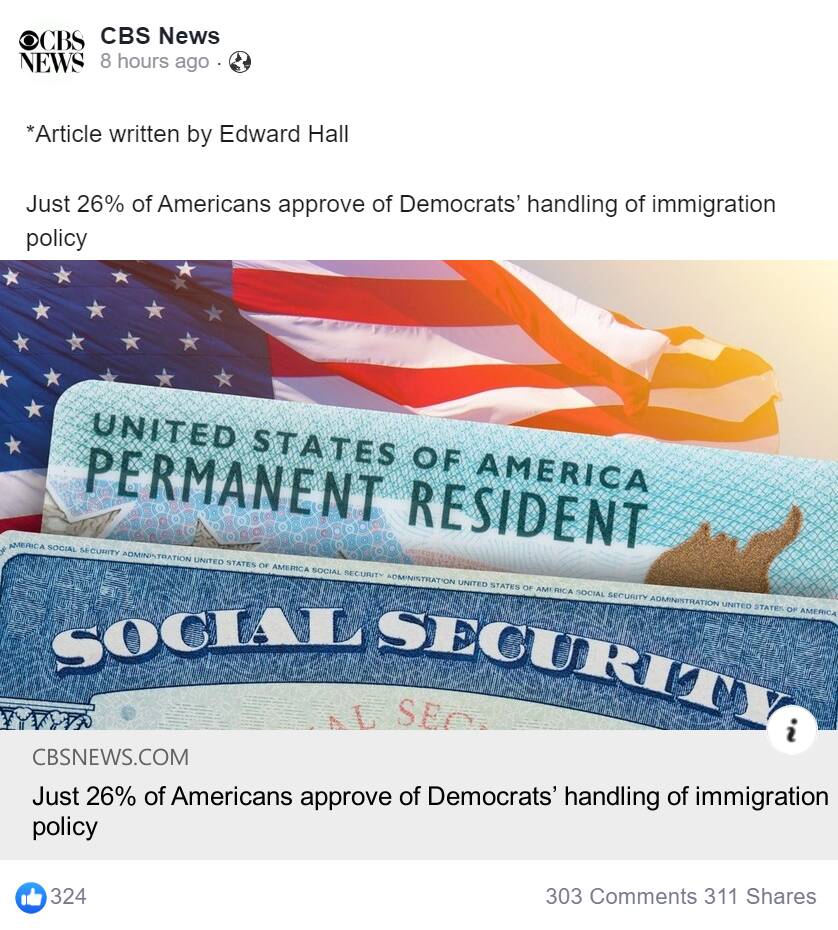 CBS NEWS
CBS News
8 hours ago ·
*Article written by Edward Hall
Just 26% of Americans approve of Democrats’ handling of immigration
policy
UNITED STATES OF AMERICA
PERMANENT RESIDENT
AMERICA SOCIAL SECURITY ADMINISTRATION UNITED STATES OF AMERICA SOCIAL SECURITY ADMINISTRATION UNITED STATES OF AMERICA SOCIAL SECURITY ADMINISTRATION UNITED STATES OF AMERICA
SOCIAL SECURITY
i
CBSNEWS.COM
Just 26% of Americans approve of Democrats’ handling of immigration
policy
324
303 Comments 311 Shares